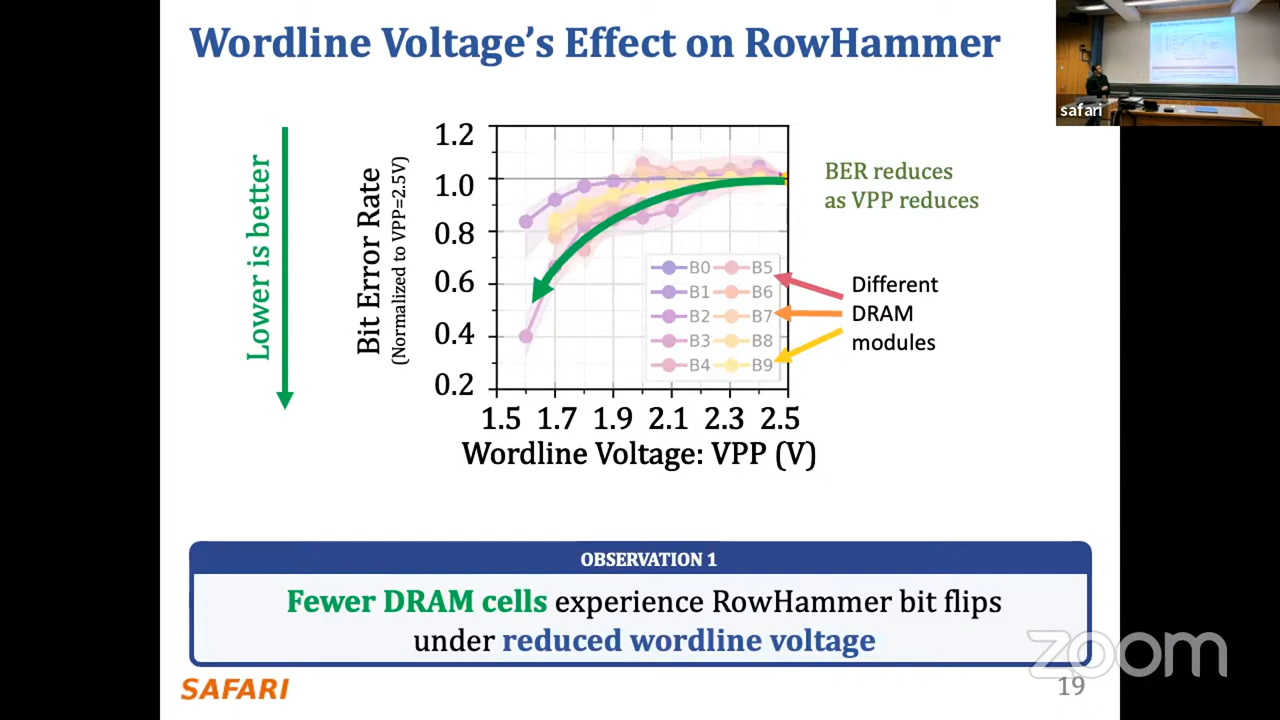 Wordline Voltage's Effect on RowHammer
safari
Lower is better
Bit Error Rate
(Normalized to VPP=2.5V)
1.2
1.0
0.8
0.6
0.4
0.2
1.5 1.7 1.9 2.1 2.3 2.5
Wordline Voltage: VPP (V)
B0 B5
B1 B6
B2 B7
B3 B8
B4 B9
BER reduces
as VPP reduces
Different
DRAM
modules
OBSERVATION 1
Fewer DRAM cells experience RowHammer bit flips
under reduced wordline voltage
SAFARI
zoom
19